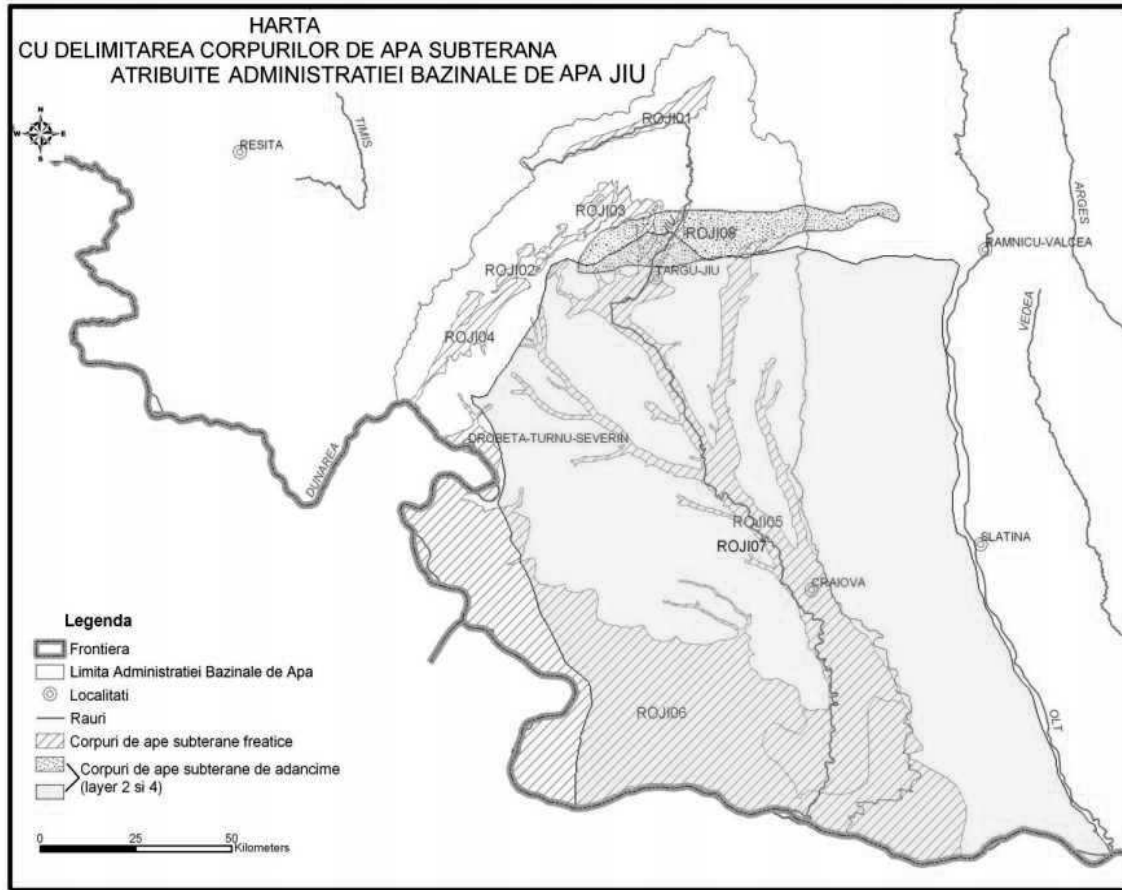 HARTA
CU DELIMITAREA CORPURILOR DE APA SUBTERANA
ATRIBUITE ADMINISTRATIEI BAZINALE DE APA JIU
N
W E
S
RESITA
TIMIS
ROJI01
ROJI03
JIU
ROJI08
ARGES
RAMNICU-VALCEA
ROJI02
TARGU-JIU
VEDEA
ROJI04
DROBETA-TURNU-SEVERIN
DUNAREA
ROJI05
ROJI07
SLATINA
CRAIOVA
ROJI06
OLT
Legenda
Frontiera
Limita Administratiei Bazinale de Apa
Localitati
Rauri
Corpuri de ape subterane freatice
Corpuri de ape subterane de adancime
(layer 2 si 4)
0 25 50
Kilometers